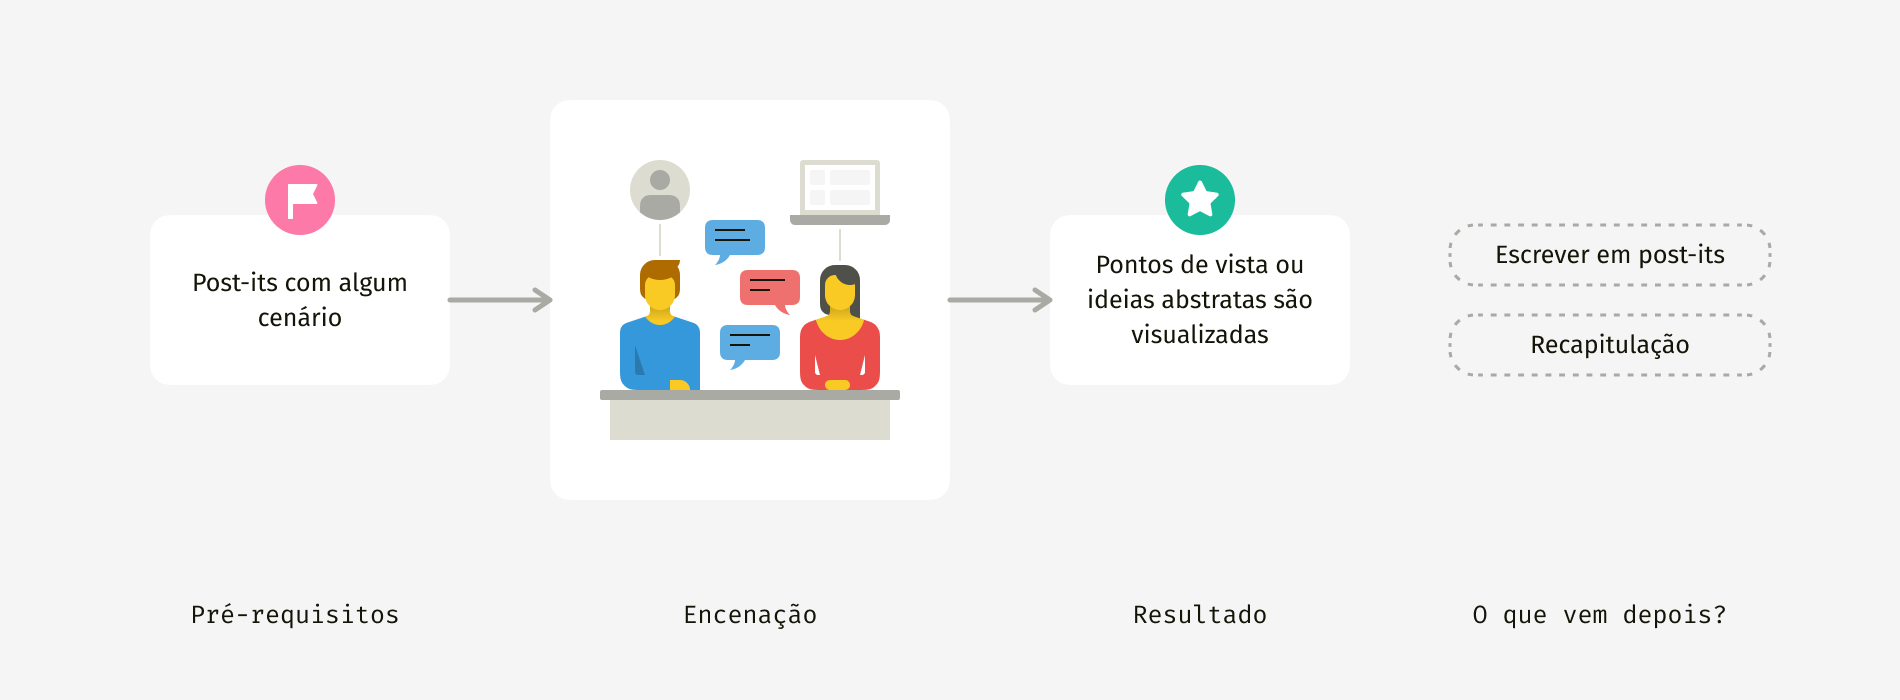 Post-its com algum
cenário
Pontos de vista ou
ideias abstratas são
visualizadas
Escrever em post-its
Recapitulação
Pré-requisitos
Encenação
Resultado
O que vem depois?